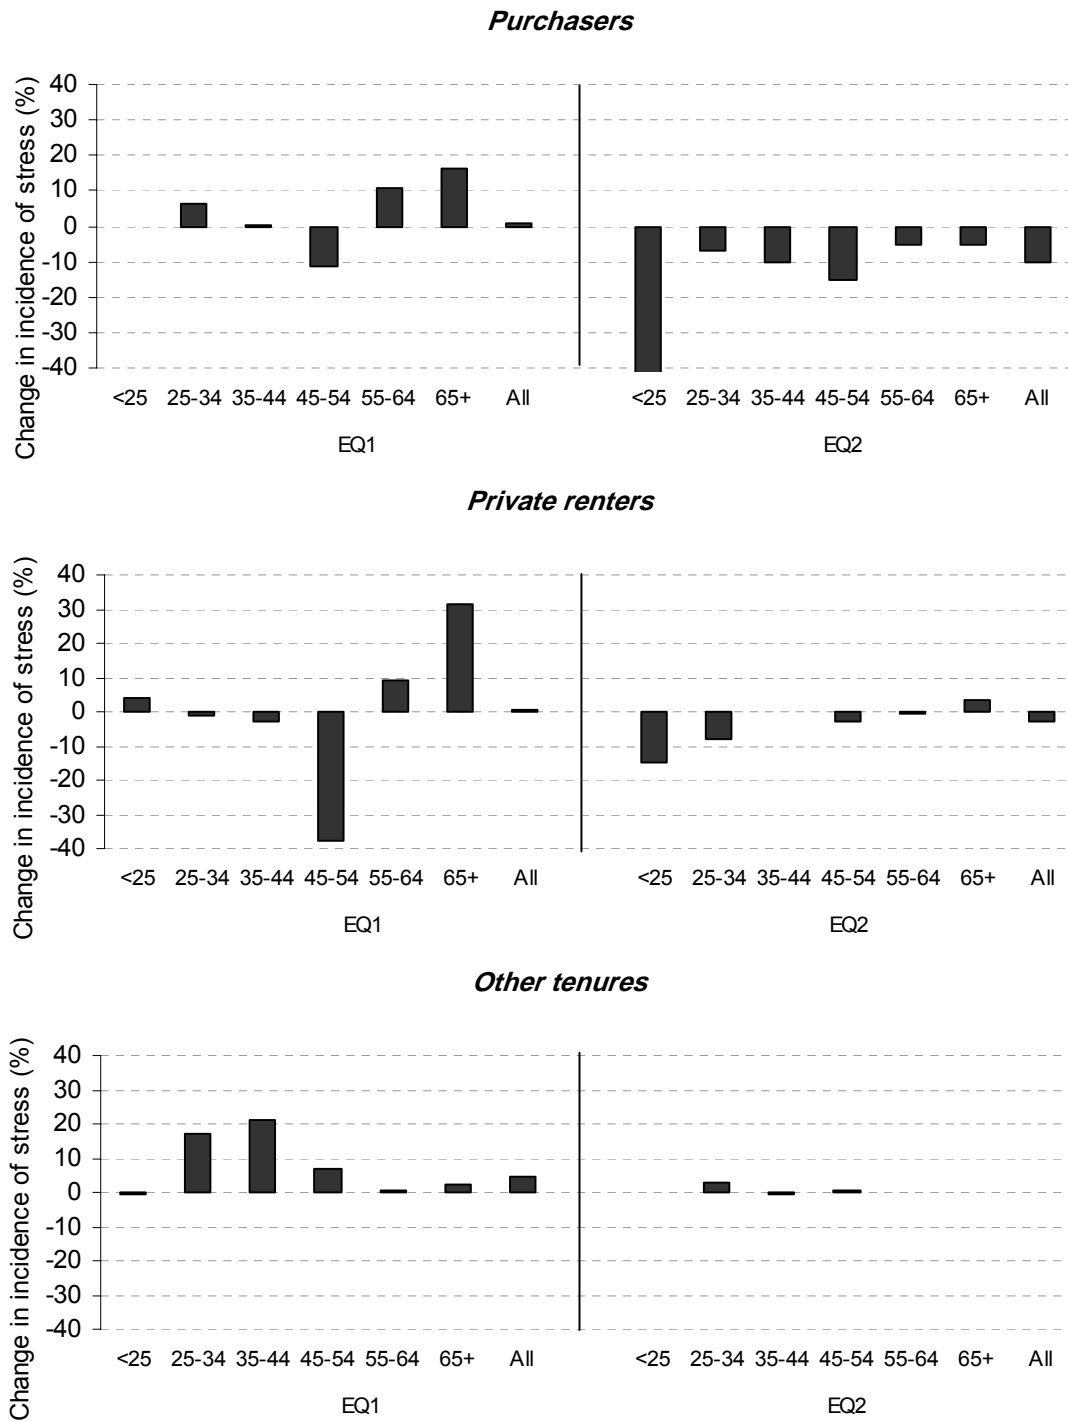 Purchasers
Change in incidence of stress (%)
40
30
20
10
0
-10
-20
-30
-40
<25 25-34 35-44 45-54 55-64 65+ All <25 25-34 35-44 45-54 55-64 65+ All
EQ1 EQ2
Private renters
Change in incidence of stress (%)
40
30
20
10
0
-10
-20
-30
-40
<25 25-34 35-44 45-54 55-64 65+ All <25 25-34 35-44 45-54 55-64 65+ All
EQ1 EQ2
Other tenures
Change in incidence of stress (%)
40
30
20
10
0
-10
-20
-30
-40
<25 25-34 35-44 45-54 55-64 65+ All <25 25-34 35-44 45-54 55-64 65+ All
EQ1 EQ2